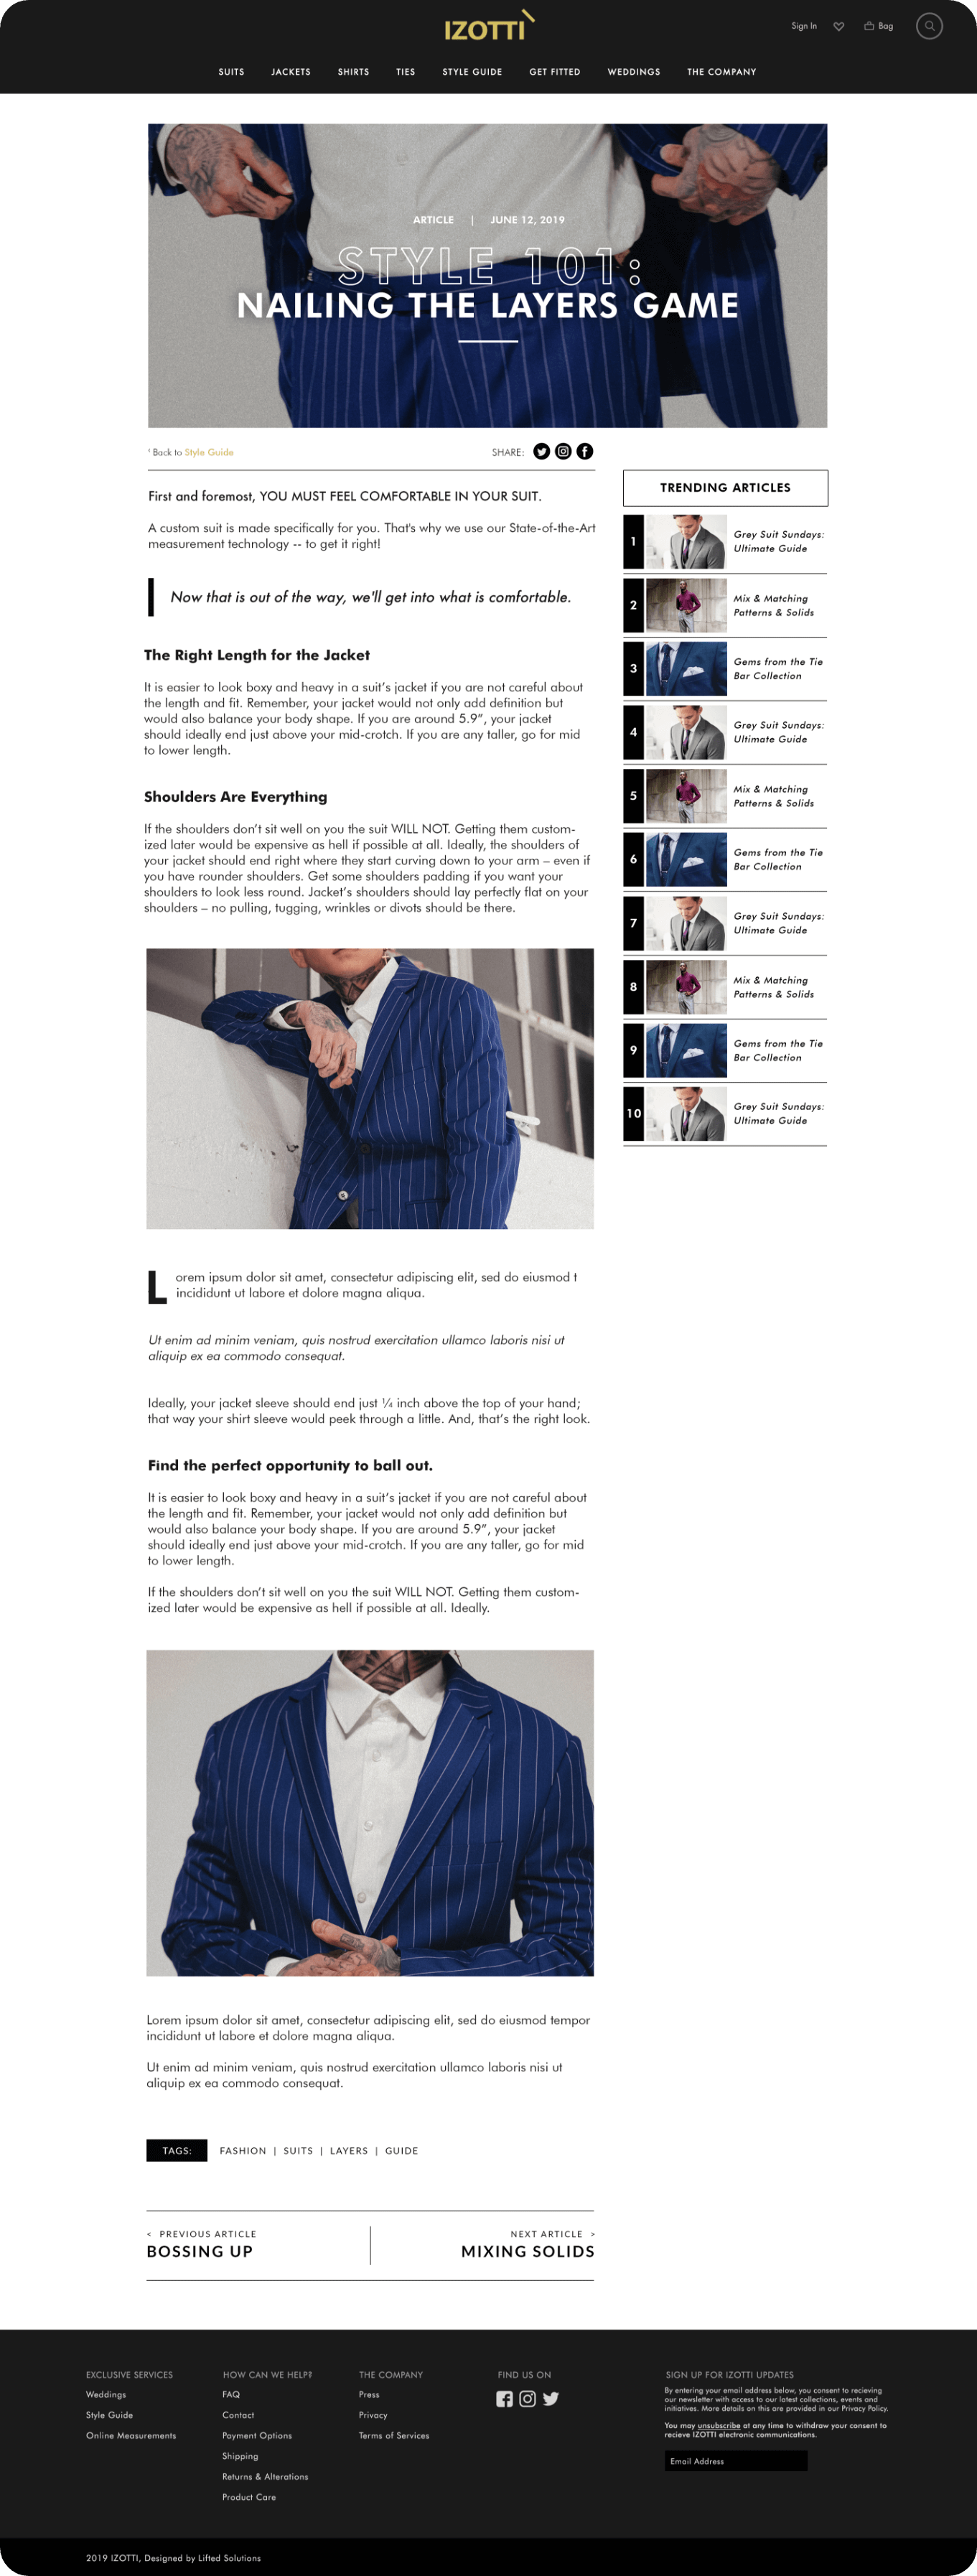 IZOTTI
Sign In
Bag
SUITS JACKETS SHIRTS TIES STYLE GUIDE GET FITTED WEDDINGS THE COMPANY
ARTICLE | JUNE 12, 2019
STYLE 101:
NAILING THE LAYERS GAME
‘ Back to Style Guide
SHARE:
First and foremost, YOU MUST FEEL COMFORTABLE IN YOUR SUIT.
A custom suit is made specifically for you. That's why we use our State-of-the-Art
measurement technology -- to get it right!
Now that is out of the way, we'll get into what is comfortable.
The Right Length for the Jacket
It is easier to look boxy and heavy in a suit’s jacket if you are not careful about
the length and fit. Remember, your jacket would not only add definition but
would also balance your body shape. If you are around 5.9”, your jacket
should ideally end just above your mid-crotch. If you are any taller, go for mid
to lower length.
Shoulders Are Everything
If the shoulders don’t sit well on you the suit WILL NOT. Getting them custom-
ized later would be expensive as hell if possible at all. Ideally, the shoulders of
your jacket should end right where they start curving down to your arm – even if
you have rounder shoulders. Get some shoulders padding if you want your
shoulders to look less round. Jacket’s shoulders should lay perfectly flat on your
shoulders – no pulling, tugging, wrinkles or divots should be there.
Lorem ipsum dolor sit amet, consectetur adipiscing elit, sed do eiusmod t
incididunt ut labore et dolore magna aliqua.
Ut enim ad minim veniam, quis nostrud exercitation ullamco laboris nisi ut
aliquip ex ea commodo consequat.
Ideally, your jacket sleeve should end just ¼ inch above the top of your hand;
that way your shirt sleeve would peek through a little. And, that’s the right look.
Find the perfect opportunity to ball out.
It is easier to look boxy and heavy in a suit’s jacket if you are not careful about
the length and fit. Remember, your jacket would not only add definition but
would also balance your body shape. If you are around 5.9”, your jacket
should ideally end just above your mid-crotch. If you are any taller, go for mid
to lower length.
If the shoulders don’t sit well on you the suit WILL NOT. Getting them custom-
ized later would be expensive as hell if possible at all. Ideally.
Lorem ipsum dolor sit amet, consectetur adipiscing elit, sed do eiusmod tempor
incididunt ut labore et dolore magna aliqua.
Ut enim ad minim veniam, quis nostrud exercitation ullamco laboris nisi ut
aliquip ex ea commodo consequat.
TAGS: FASHION | SUITS | LAYERS | GUIDE
< PREVIOUS ARTICLE
BOSSING UP
NEXT ARTICLE >
MIXING SOLIDS
TRENDING ARTICLES
1
Grey Suit Sundays:
Ultimate Guide
2
Mix & Matching
Patterns & Solids
3
Gems from the Tie
Bar Collection
4
Grey Suit Sundays:
Ultimate Guide
5
Mix & Matching
Patterns & Solids
6
Gems from the Tie
Bar Collection
7
Grey Suit Sundays:
Ultimate Guide
8
Mix & Matching
Patterns & Solids
9
Gems from the Tie
Bar Collection
10
Grey Suit Sundays:
Ultimate Guide
EXCLUSIVE SERVICES
Weddings
Style Guide
Online Measurements
HOW CAN WE HELP?
FAQ
Contact
Payment Options
Shipping
Returns & Alterations
Product Care
THE COMPANY
Press
Privacy
Terms of Services
FIND US ON
SIGN UP FOR IZOTTI UPDATES
By entering your email address below, you consent to recieving
our newsletter with access to our latest collections, events and
initiatives. More details on this are provided in our Privacy Policy.
You may unsubscribe at any time to withdraw your consent to
recieve IZOTTI electronic communications.
Email Address
2019 IZOTTI, Designed by Lifted Solutions